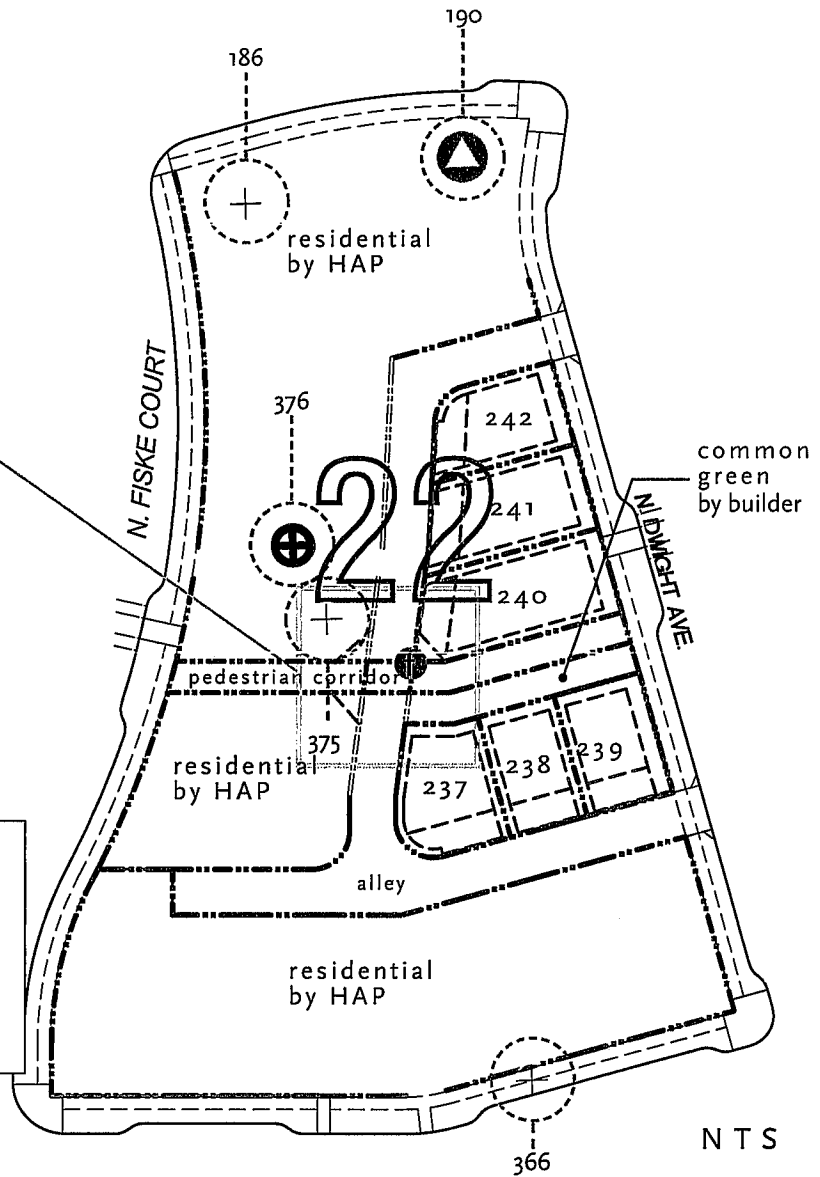 190
186
residential
by HAP
N. FISKE COURT
376
242
common
green
by builder
22
241
N. DWIGHT AVE.
240
pedestrian corridor
375
residential
by HAP
237
238
239
alley
residential
by HAP
NTS
366